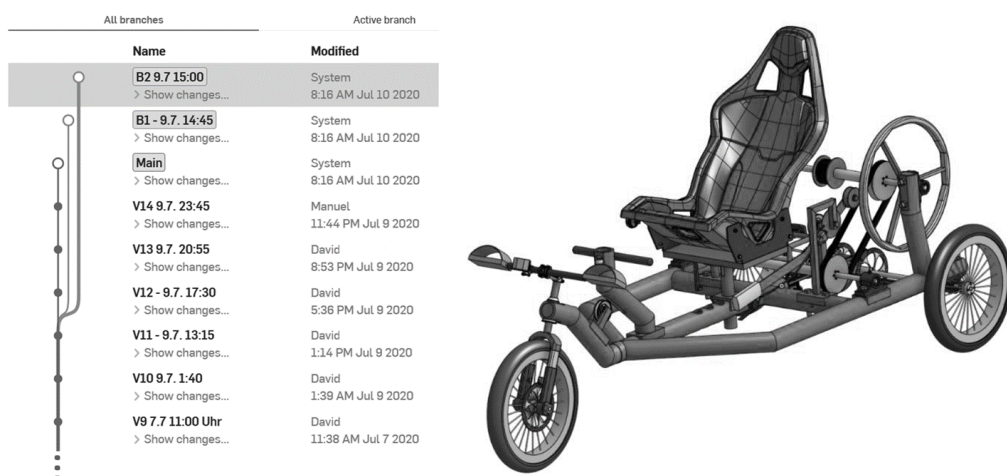 All branches Active branch
Name Modified
B2 9.7 15:00 System
> Show changes... 8:16 AM Jul 10 2020
B1 - 9.7. 14:45 System
> Show changes... 8:16 AM Jul 10 2020
Main System
> Show changes... 8:16 AM Jul 10 2020
V14 9.7. 23:45 Manuel
> Show changes... 11:44 PM Jul 9 2020
V13 9.7. 20:55 David
> Show changes... 8:53 PM Jul 9 2020
V12 - 9.7. 17:30 David
> Show changes... 5:36 PM Jul 9 2020
V11 - 9.7. 13:15 David
> Show changes... 1:14 PM Jul 9 2020
V10 9.7. 1:40 David
> Show changes... 1:39 AM Jul 9 2020
V9 7.7 11:00 Uhr David
> Show changes... 11:38 AM Jul 7 2020